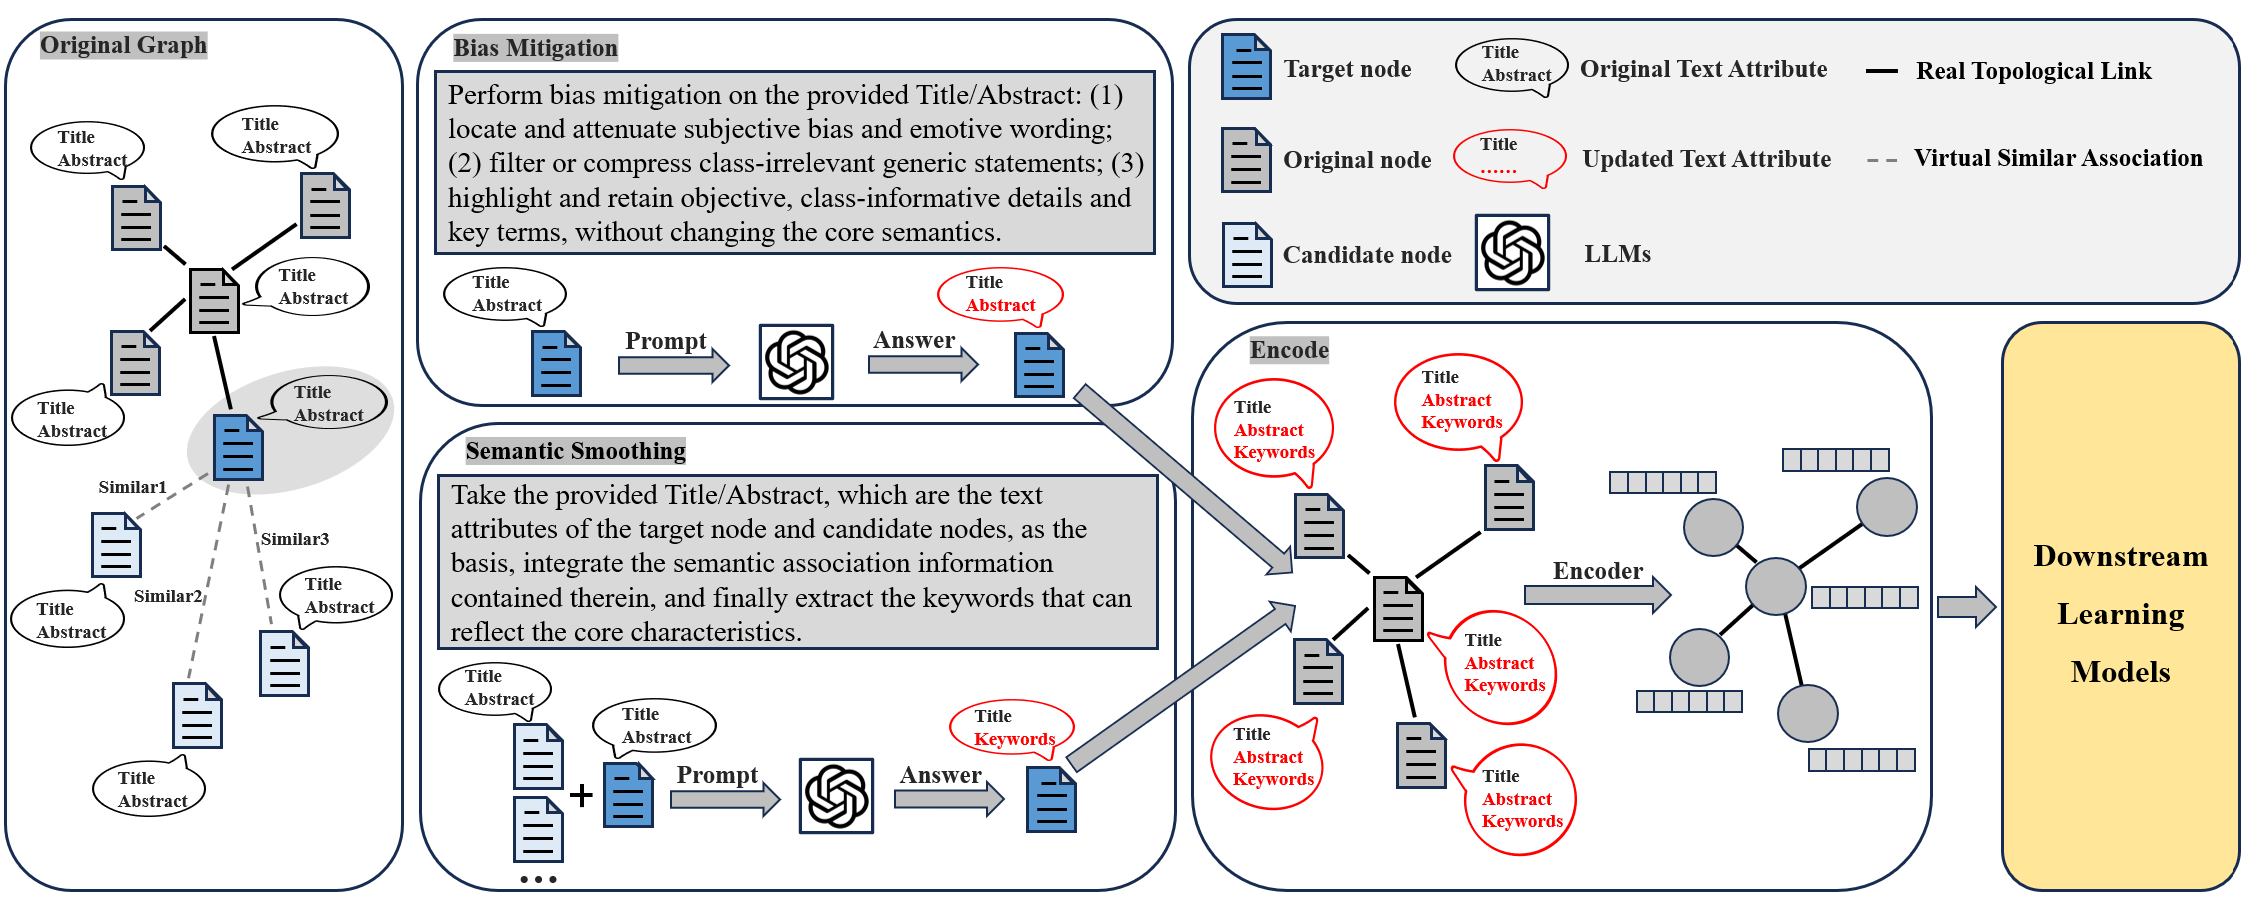 Original Graph
Title
Abstract
Title
Abstract
Title
Abstract
Title
Abstract
Title
Abstract
Similar1
Similar3
Similar2
Title
Abstract
Title
Abstract
Title
Abstract
Bias Mitigation
Perform bias mitigation on the provided Title/Abstract: (1)
locate and attenuate subjective bias and emotive wording;
(2) filter or compress class-irrelevant generic statements; (3)
highlight and retain objective, class-informative details and
key terms, without changing the core semantics.
Title
Abstract
Prompt
Answer
Title
Abstract
Semantic Smoothing
Take the provided Title/Abstract, which are the text
attributes of the target node and candidate nodes, as the
basis, integrate the semantic association information
contained therein, and finally extract the keywords that can
reflect the core characteristics.
Title
Abstract
+
Title
Abstract
Prompt
Answer
Title
Keywords
...
Target node
Title
Abstract
Original Text Attribute
Real Topological Link
Original node
Title
......
Updated Text Attribute
Virtual Similar Association
Candidate node
LLMs
Encode
Title
Abstract
Keywords
Title
Abstract
Keywords
Title
Abstract
Keywords
Title
Abstract
Keywords
Title
Abstract
Keywords
Encoder
Downstream
Learning
Models